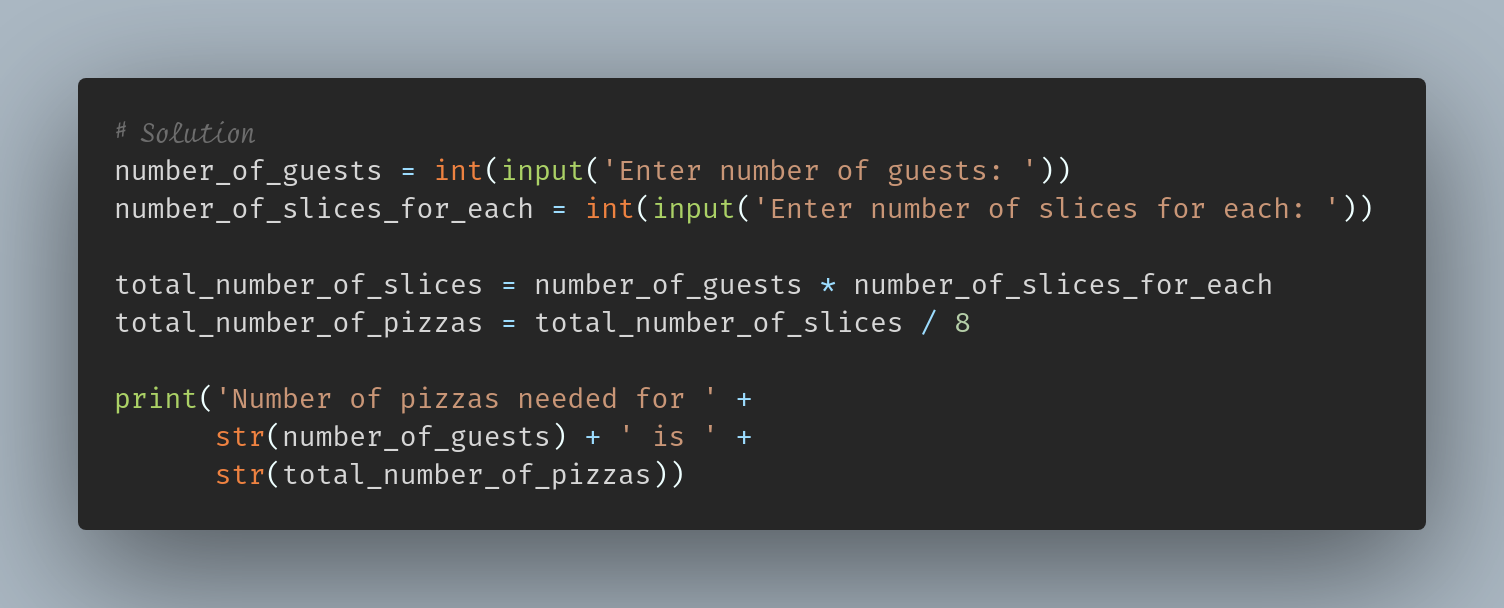 # Solution
number_of_guests = int(input('Enter number of guests: '))
number_of_slices_for_each = int(input('Enter number of slices for each: '))
total_number_of_slices = number_of_guests * number_of_slices_for_each
total_number_of_pizzas = total_number_of_slices / 8
print('Number of pizzas needed for ' +
      str(number_of_guests) + ' is ' +
      str(total_number_of_pizzas))